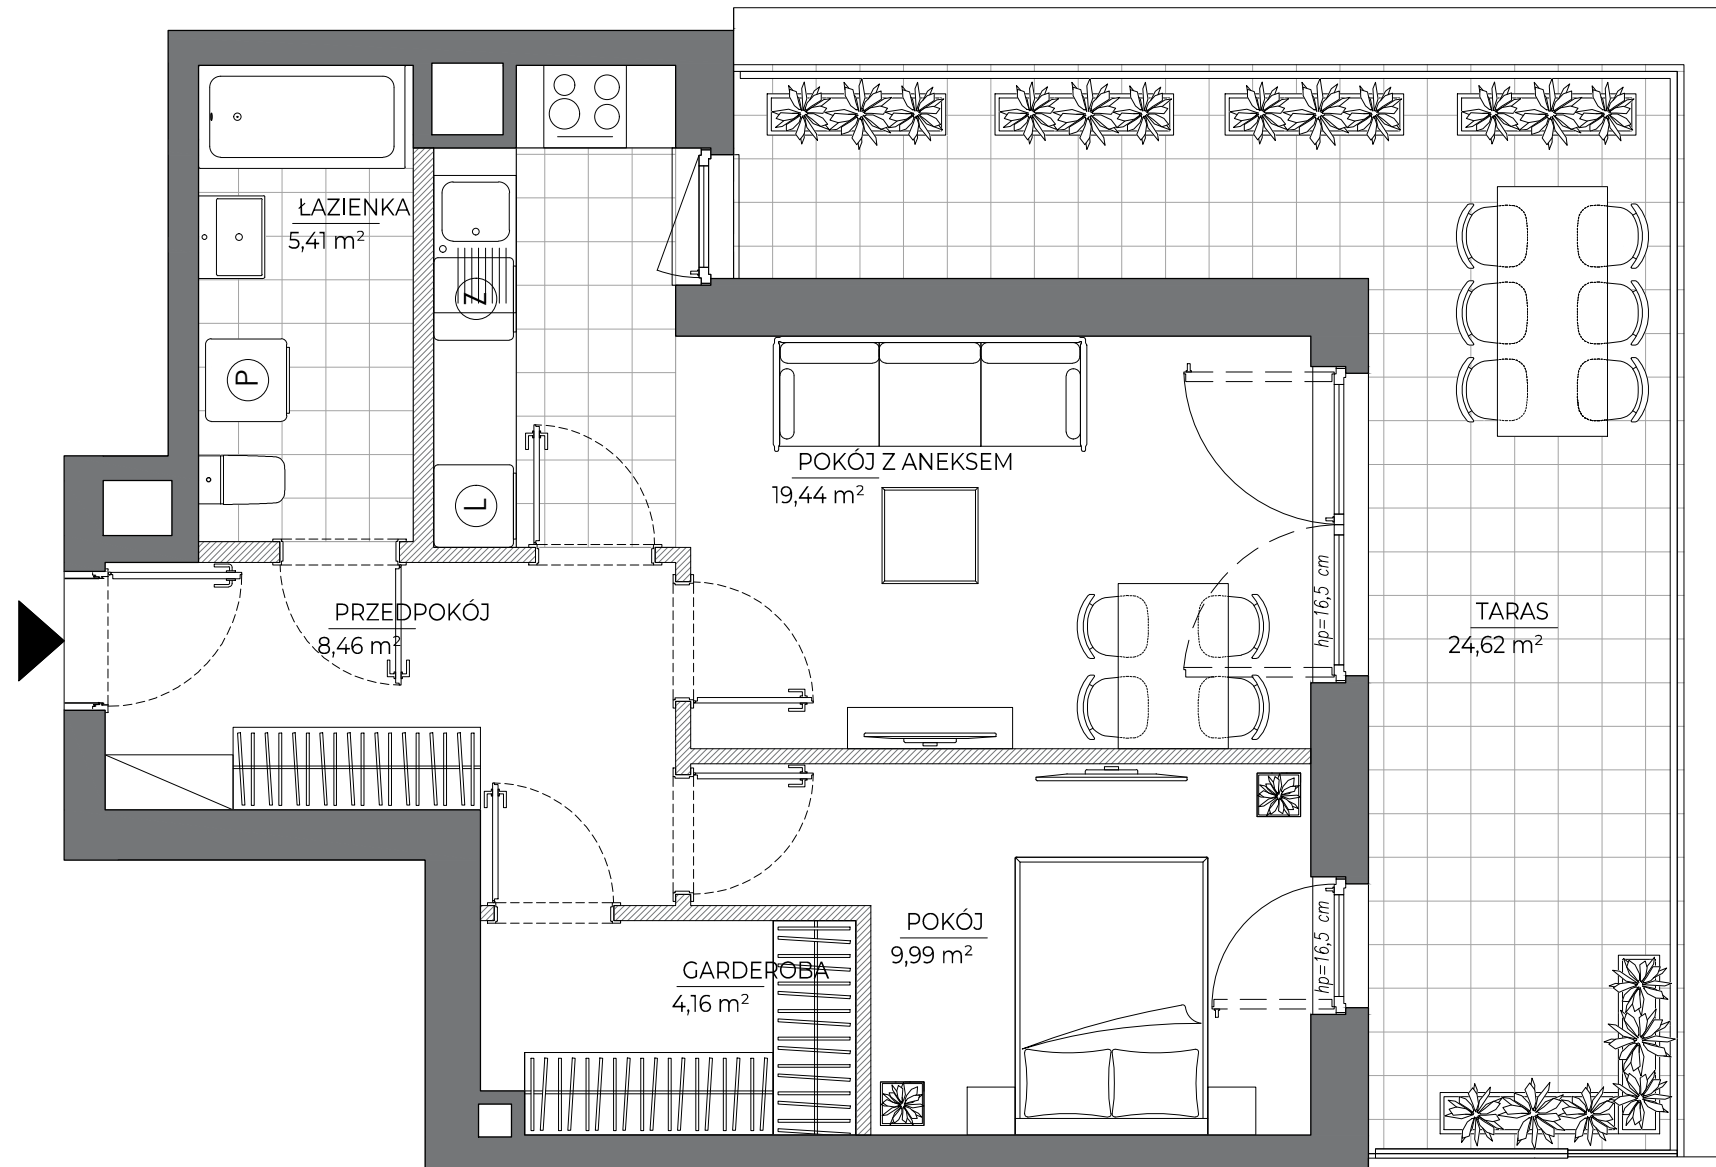 ŁAZIENKA
5,41 m²
Z
P
L
POKÓJ Z ANEKSEM
19,44 m²
hp=16,5 cm
PRZEDPOKÓJ
8,46 m²
TARAS
24,62 m²
POKÓJ
9,99 m²
hp=16,5 cm
GARDEROBA
4,16 m²